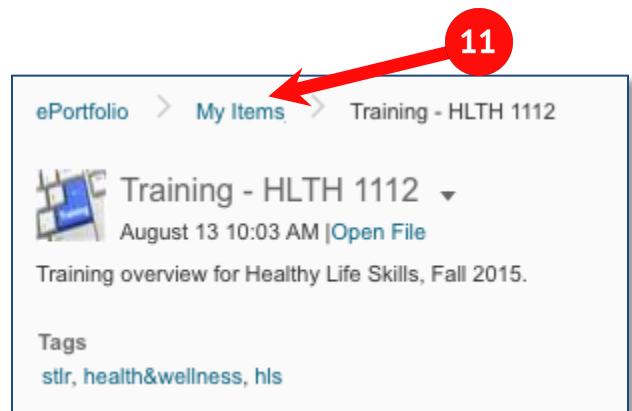 11
ePortfolio > My Items > Training - HLTH 1112
Training - HLTH 1112
August 13 10:03 AM |Open File
Training overview for Healthy Life Skills, Fall 2015.
Tags
stlr, health&wellness, hls